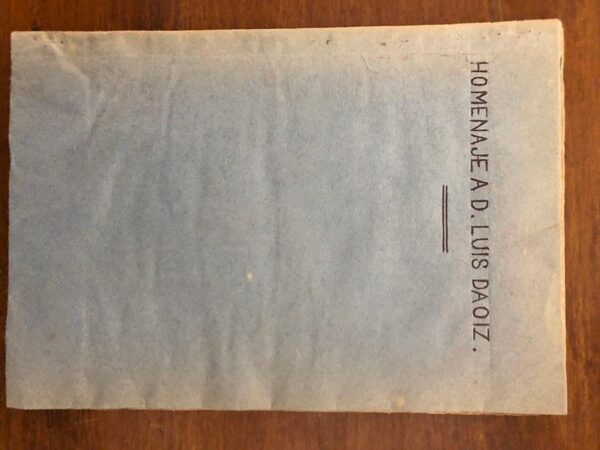 HOMENAJE A D. LUIS DAOIZ.